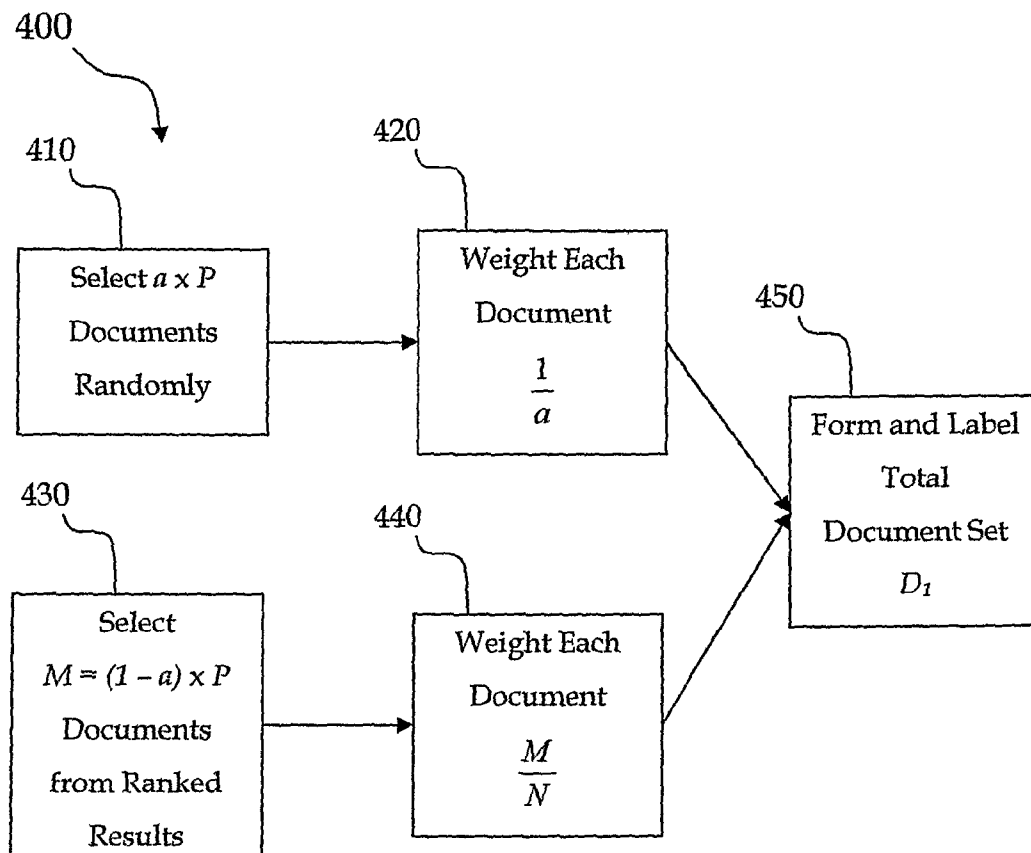 400
410
Select a x P
Documents
Randomly
420
Weight Each
Document
1
a
430
Select
M = (1 – a) x P
Documents
from Ranked
Results
440
Weight Each
Document
M
N
450
Form and Label
Total
Document Set
D1